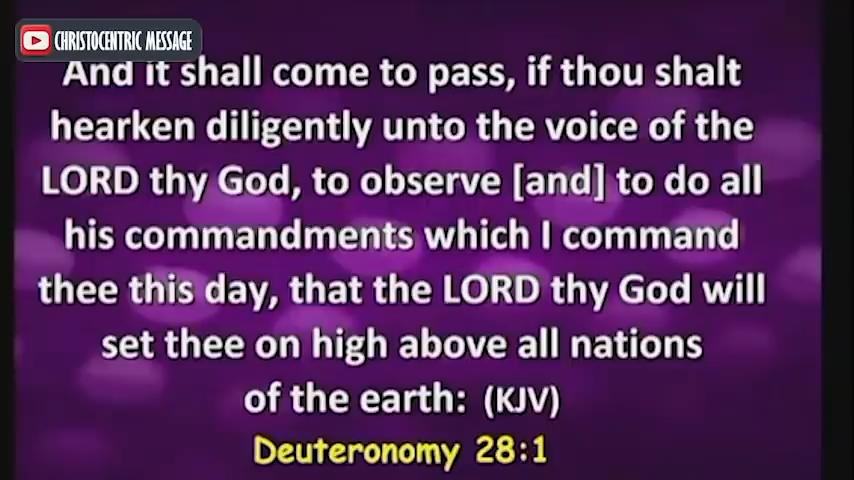 CHRISTOCENTRIC MESSAGE
And it shall come to pass, if thou shalt
hearken diligently unto the voice of the
LORD thy God, to observe [and] to do all
his commandments which I command
thee this day, that the LORD thy God will
set thee on high above all nations
of the earth: (KJV)
Deuteronomy 28:1